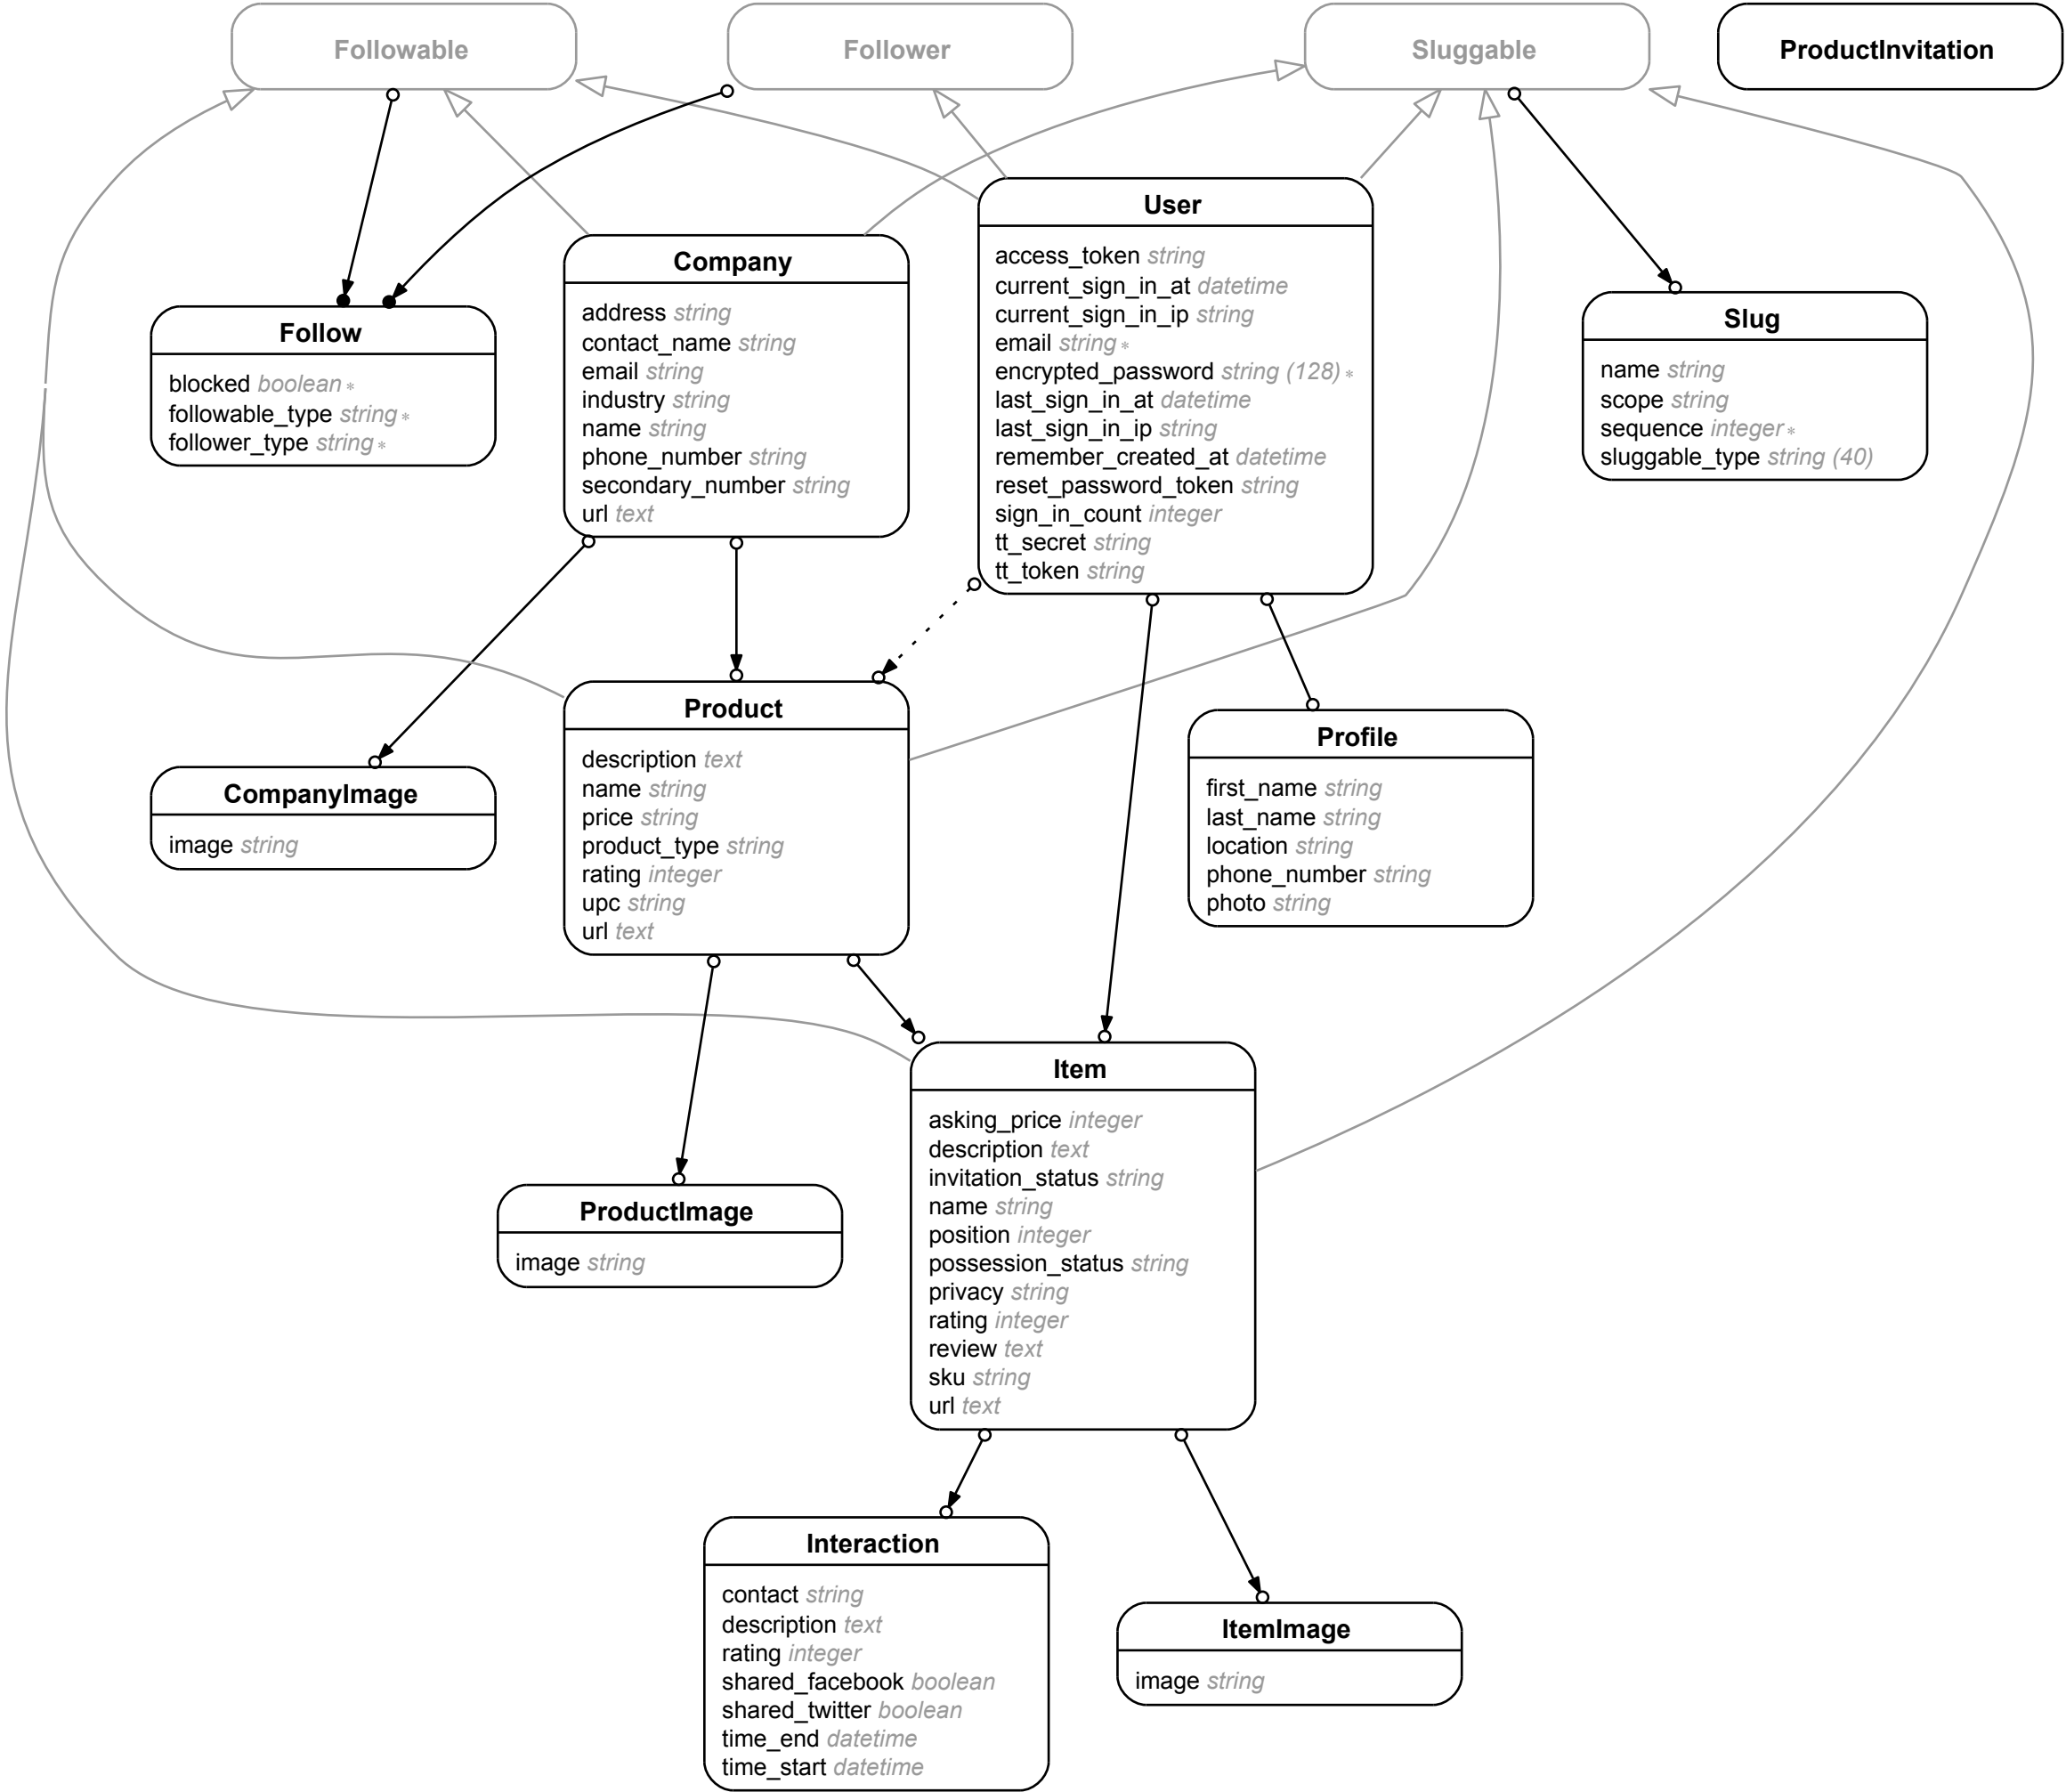 Followable
Follower
Sluggable
ProductInvitation
User
access_token string
current_sign_in_at datetime
current_sign_in_ip string
email string ∗
encrypted_password string (128) ∗
last_sign_in_at datetime
last_sign_in_ip string
remember_created_at datetime
reset_password_token string
sign_in_count integer
tt_secret string
tt_token string
Company
address string
contact_name string
email string
industry string
name string
phone_number string
secondary_number string
url text
Follow
blocked boolean ∗
followable_type string ∗
follower_type string ∗
Slug
name string
scope string
sequence integer ∗
sluggable_type string (40)
Product
description text
name string
price string
product_type string
rating integer
upc string
url text
Profile
first_name string
last_name string
location string
phone_number string
photo string
CompanyImage
image string
Item
asking_price integer
description text
invitation_status string
name string
position integer
possession_status string
privacy string
rating integer
review text
sku string
url text
ProductImage
image string
Interaction
contact string
description text
rating integer
shared_facebook boolean
shared_twitter boolean
time_end datetime
time_start datetime
ItemImage
image string